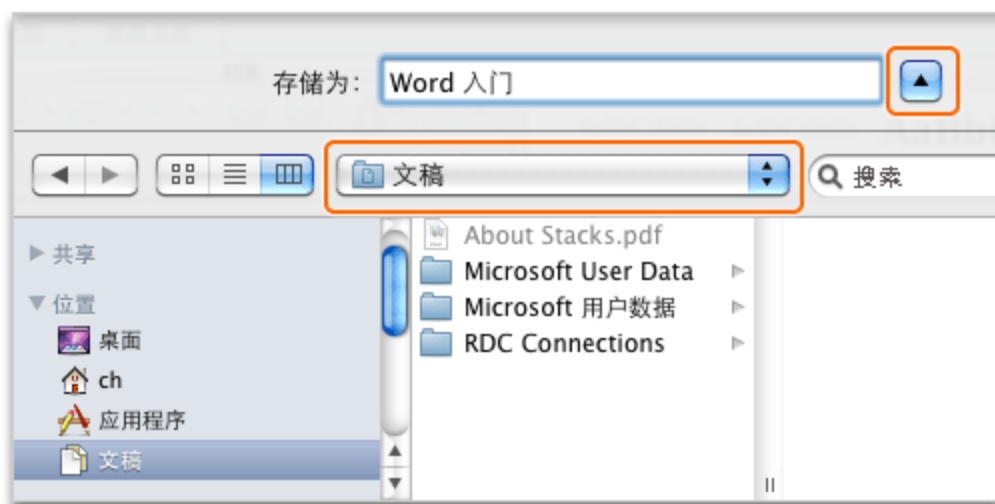 存储为：
Word 入门
文稿
搜索
共享
位置
桌面
ch
应用程序
文稿
About Stacks.pdf
Microsoft User Data
Microsoft 用户数据
RDC Connections